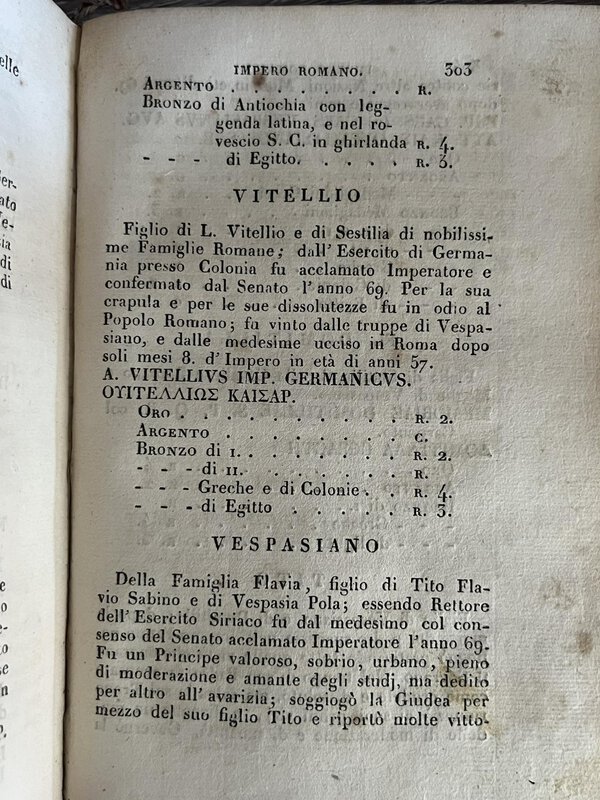 IMPERO ROMANO. 303
ARGENTO . . . . . . . . R.
BRONZO di Antiochia con leg-
genda latina, e nel ro-
vescio S. C. in ghirlanda R. 4.
- - - di Egitto. . . . . . R. 3.
VITELLIO
Figlio di L. Vitellio e di Sestilia di nobilissi-
me Famiglie Romane; dall'Esercito di Germa-
nia presso Colonia fu acclamato Imperatore e
confermato dal Senato l'anno 69. Per la sua
crapula e per le sue dissolutezze fu in odio al
Popolo Romano; fu vinto dalle truppe di Vespa-
siano, e dalle medesime ucciso in Roma dopo
soli mesi 8. d'Impero in età di anni 57.
A. VITELLIVS IMP. GERMANICVS.
ΟΥΙΤΕΛΛΙΩΣ ΚΑΙΣΑΡ.
ORO . . . . . . . . R. 2.
ARGENTO . . . . . . . C.
BRONZO di I. . . . . . . R. 2.
- - - di II. . . . . . . R.
- - - Greche e di Colonie . . R. 4.
- - - di Egitto . . . . . R. 3.
VESPASIANO
Della Famiglia Flavia, figlio di Tito Fla-
vio Sabino e di Vespasia Pola; essendo Rettore
dell'Esercito Siriaco fu dal medesimo col con-
senso del Senato acclamato Imperatore l'anno 69.
Fu un Principe valoroso, sobrio, urbano, pieno
di moderazione e amante degli studj, ma dedito
per altro all'avarizia; soggiogò la Giudea per
mezzo del suo figlio Tito e riportò molte vitto-